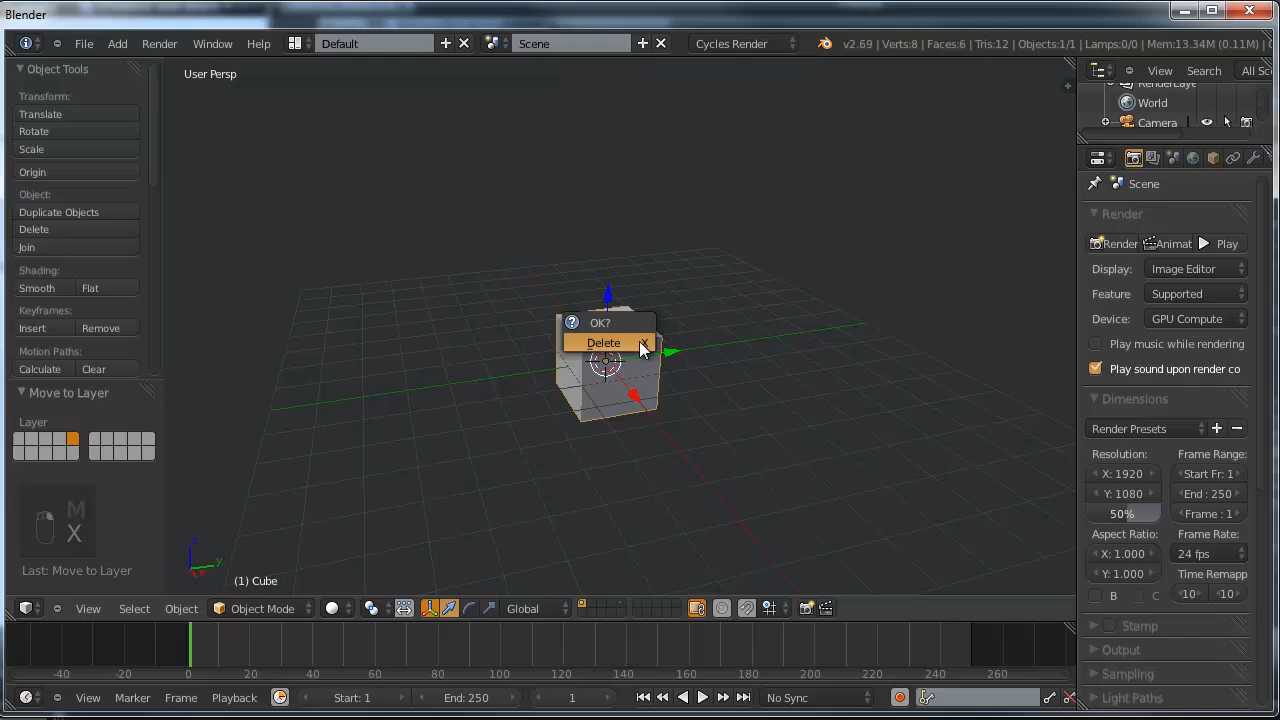 Blender
File Add Render Window Help Default Scene Cycles Render v2.69 | Verts:8 | Faces:6 | Tris:12 | Objects:1/1 | Lamps:0/0 | Mem:13.34M (0.11M) |
Object Tools
Transform:
Translate
Rotate
Scale
Origin
Object:
Duplicate Objects
Delete
Join
Shading:
Smooth Flat
Keyframes:
Insert Remove
Motion Paths:
Calculate Clear
Move to Layer
Layer
M
X
Last: Move to Layer
User Persp
OK?
Delete X
z
y
x
(1) Cube
View Select Object Object Mode Global
-40 -20 0 20 40 60 80 100 120 140 160 180 200 220 240 260
View Marker Frame Playback Start: 1 End: 250 1 No Sync
View Search All Sc
RenderLaye
World
Camera
Scene
Render
Render Animat Play
Display: Image Editor
Feature Supported
Device: GPU Compute
Play music while rendering
Play sound upon render co
Dimensions
Render Presets
Resolution: Frame Range:
X: 1920 Start Fr: 1
Y: 1080 End : 250
50% Frame : 1
Aspect Ratio: Frame Rate:
X: 1.000 24 fps
Y: 1.000 Time Remapp
B C 10 10
Stamp
Output
Sampling
Light Paths